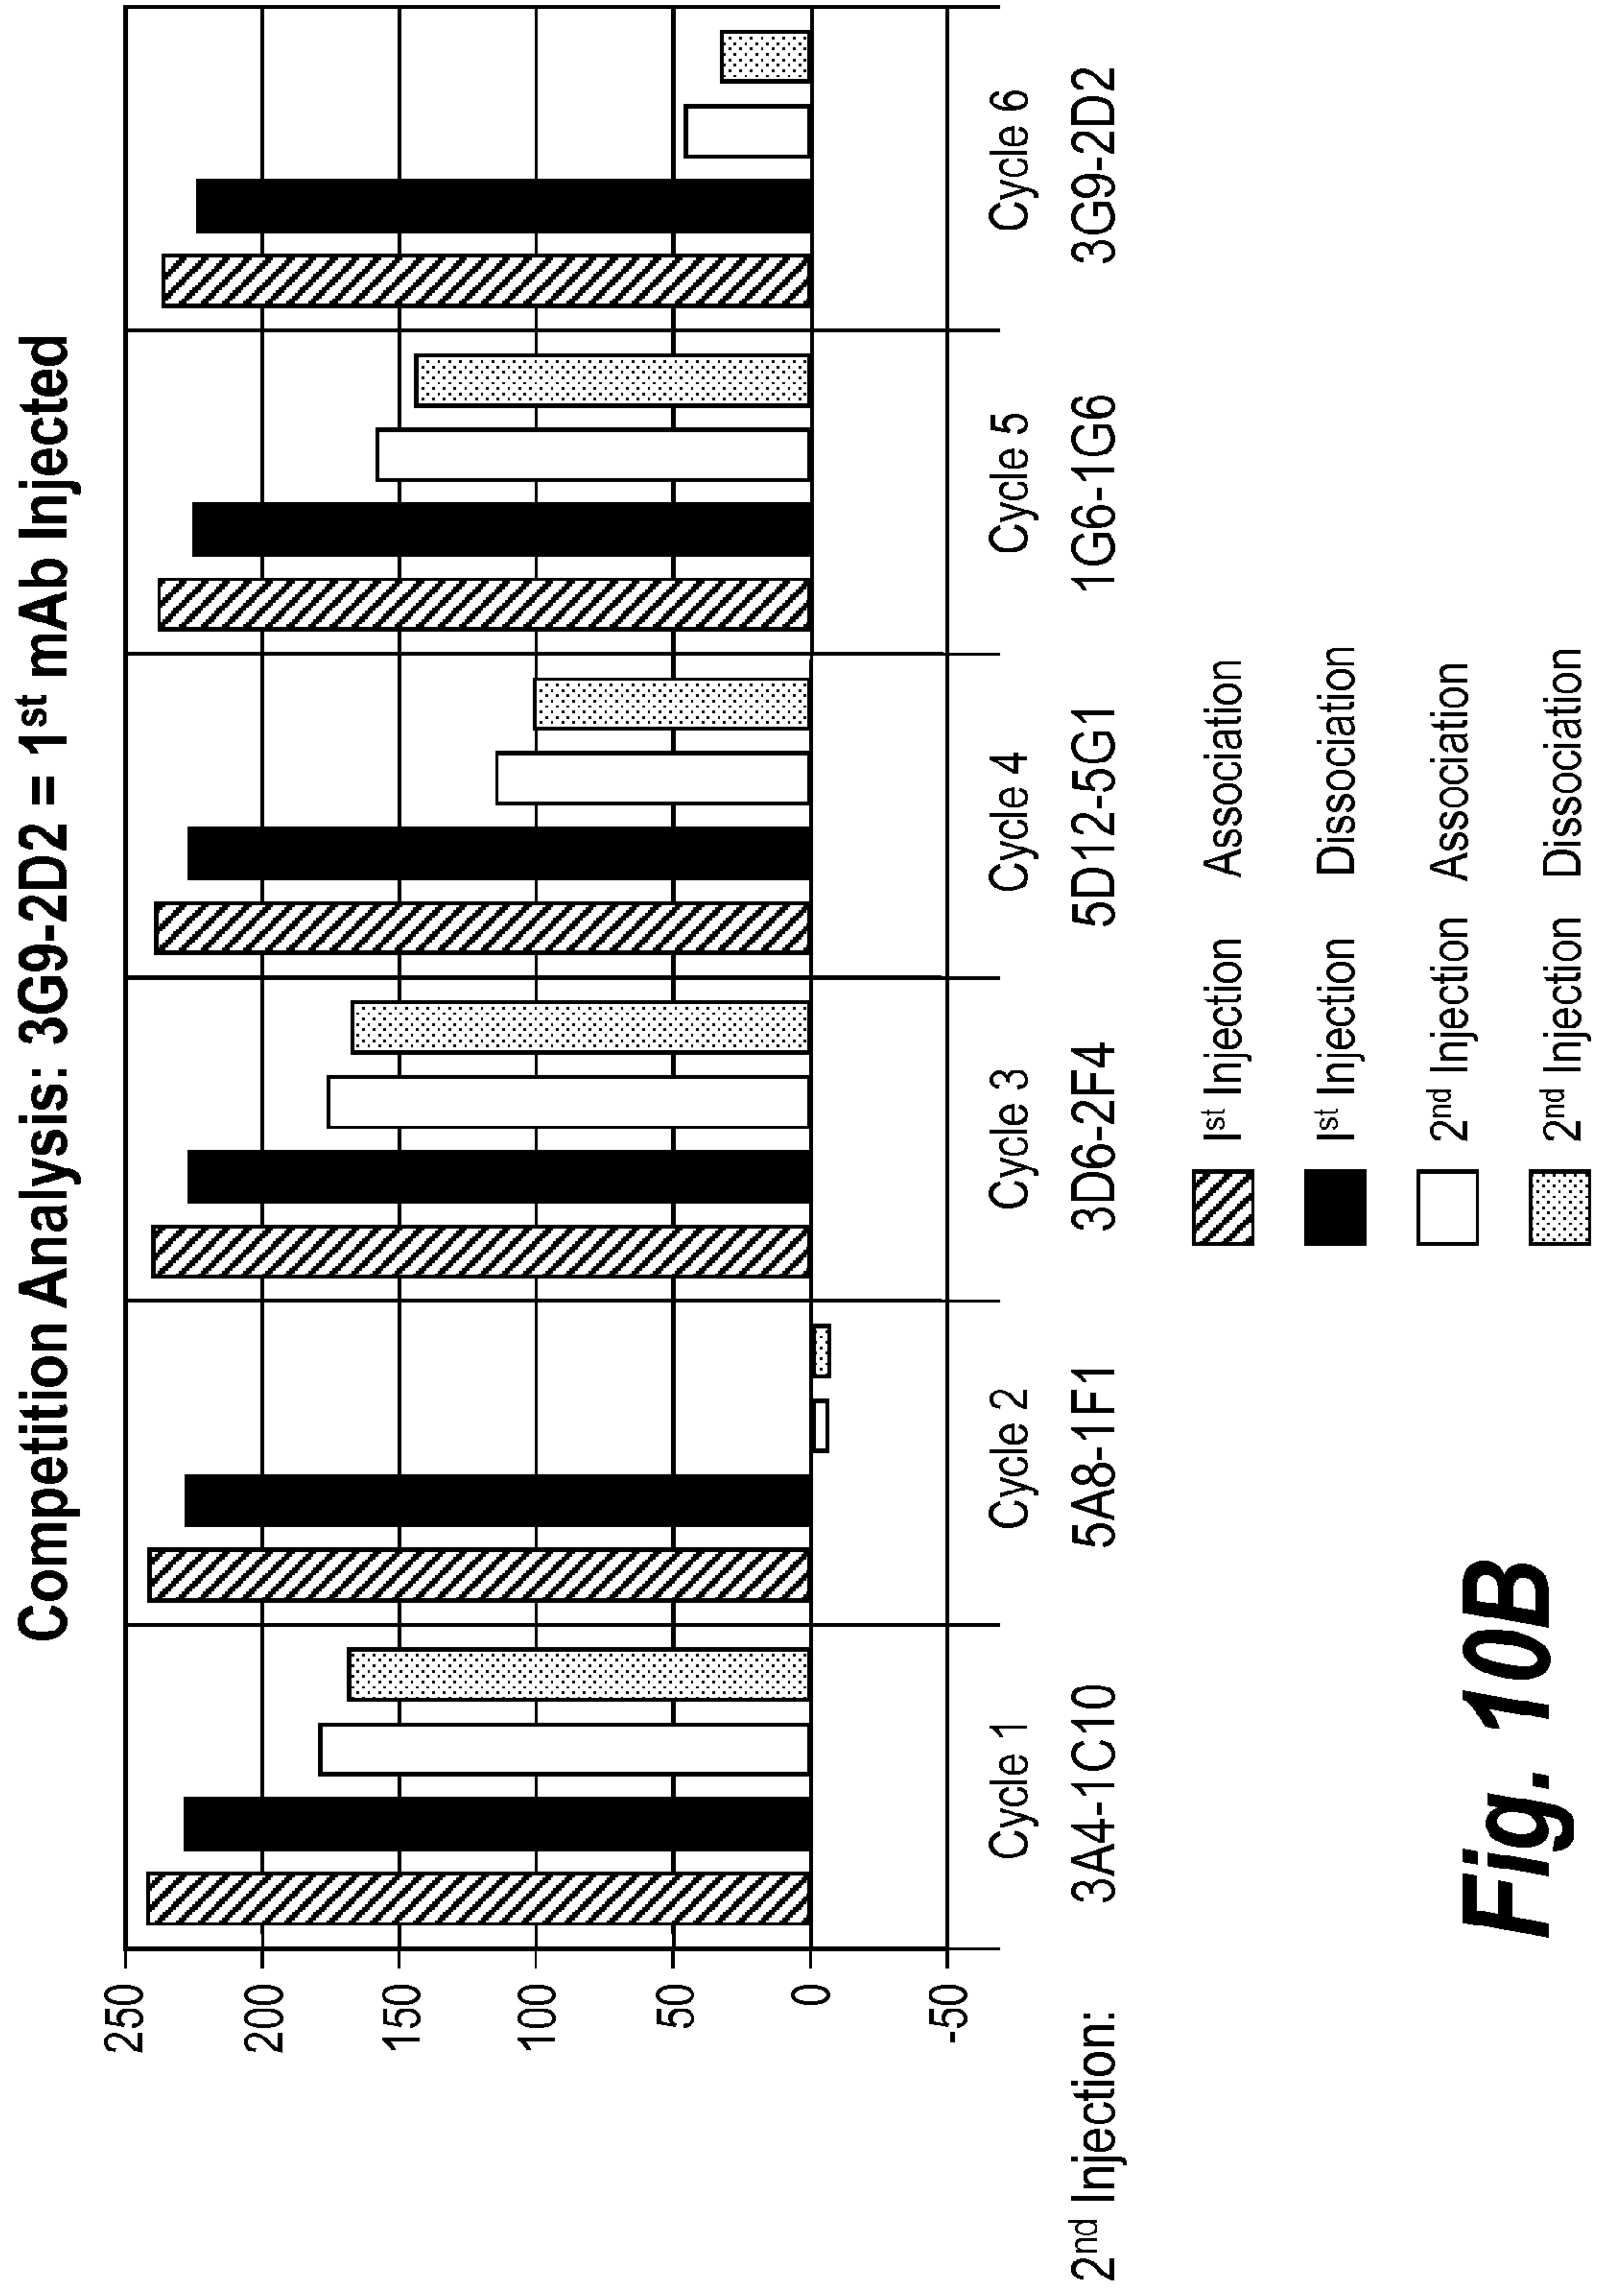 Competition Analysis: 3G9-2D2 = 1st mAb Injected
250
200
150
100
50
0
-50
Cycle 1 Cycle 2 Cycle 3 Cycle 4 Cycle 5 Cycle 6
2nd Injection: 3A4-1C10 5A8-1F1 3D6-2F4 5D12-5G1 1G6-1G6 3G9-2D2
Ist Injection Association
Ist Injection Dissociation
2nd Injection Association
2nd Injection Dissociation
Fig. 10B